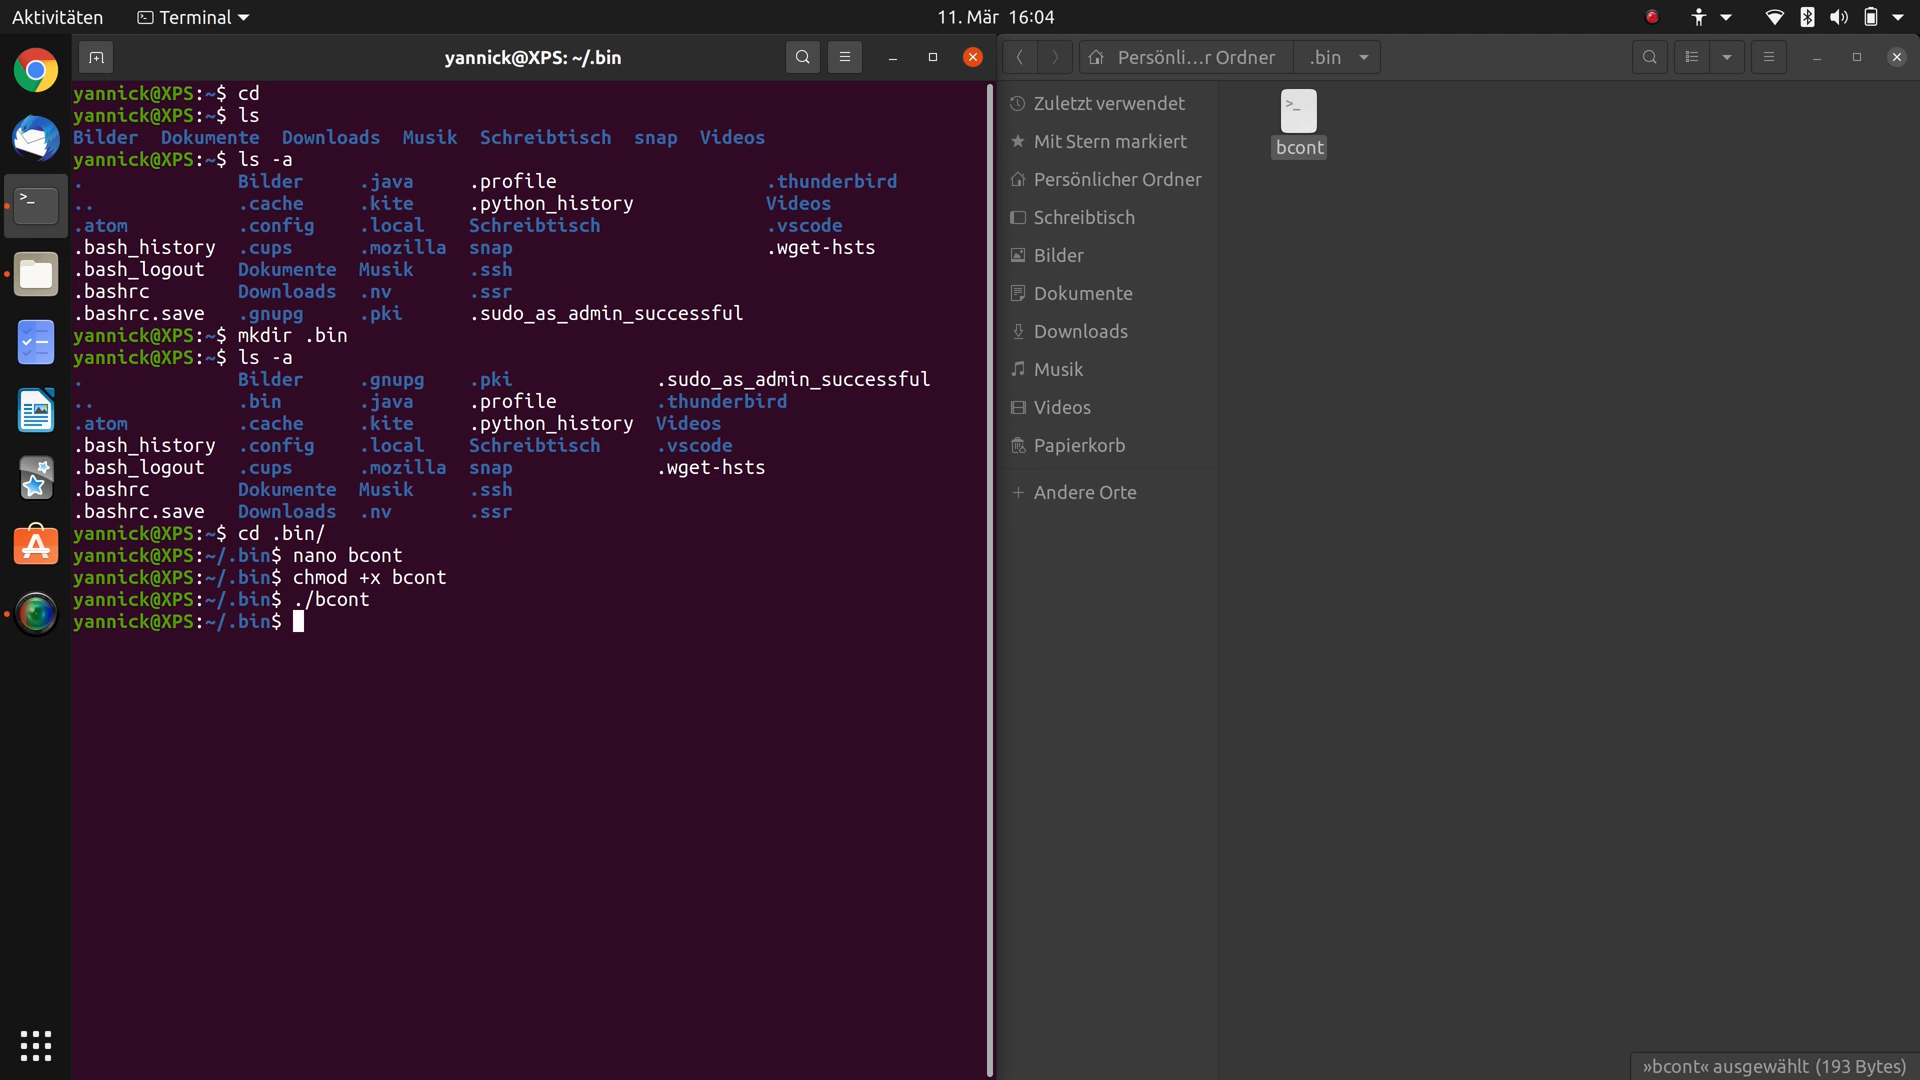 Aktivitäten Terminal 11. Mär 16:04
yannick@XPS: ~/.bin
yannick@XPS:~$ cd
yannick@XPS:~$ ls
Bilder Dokumente Downloads Musik Schreibtisch snap Videos
yannick@XPS:~$ ls -a
. Bilder .java .profile .thunderbird
.. .cache .kite .python_history Videos
.atom .config .local Schreibtisch .vscode
.bash_history .cups .mozilla snap .wget-hsts
.bash_logout Dokumente Musik .ssh
.bashrc Downloads .nv .ssr
.bashrc.save .gnupg .pki .sudo_as_admin_successful
yannick@XPS:~$ mkdir .bin
yannick@XPS:~$ ls -a
. Bilder .gnupg .pki .sudo_as_admin_successful
.. .bin .java .profile .thunderbird
.atom .cache .kite .python_history Videos
.bash_history .config .local Schreibtisch .vscode
.bash_logout .cups .mozilla snap .wget-hsts
.bashrc Dokumente Musik .ssh
.bashrc.save Downloads .nv .ssr
yannick@XPS:~$ cd .bin/
yannick@XPS:~/.bin$ nano bcont
yannick@XPS:~/.bin$ chmod +x bcont
yannick@XPS:~/.bin$ ./bcont
yannick@XPS:~/.bin$
Persönli…r Ordner .bin
Zuletzt verwendet
Mit Stern markiert
Persönlicher Ordner
Schreibtisch
Bilder
Dokumente
Downloads
Musik
Videos
Papierkorb
Andere Orte
>_
bcont
»bcont« ausgewählt (193 Bytes)